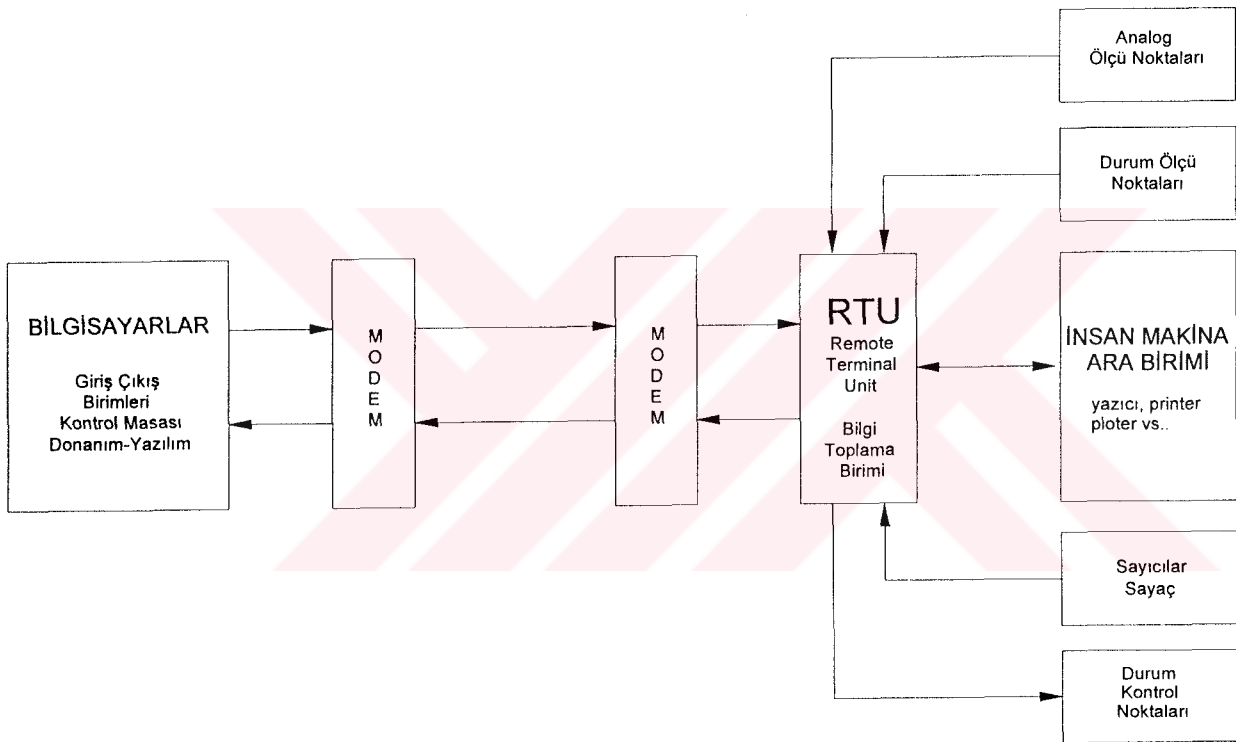 Analog
Ölçü Noktaları
Durum Ölçü
Noktaları
BİLGİSAYARLAR
Giriş Çıkış
Birimleri
Kontrol Masası
Donanım-Yazılım
MODEM
MODEM
RTU
Remote
Terminal
Unit
Bilgi
Toplama
Birimi
İNSAN MAKİNA
ARA BİRİMİ
yazıcı, printer
ploter vs..
Sayıcılar
Sayaç
Durum
Kontrol
Noktaları